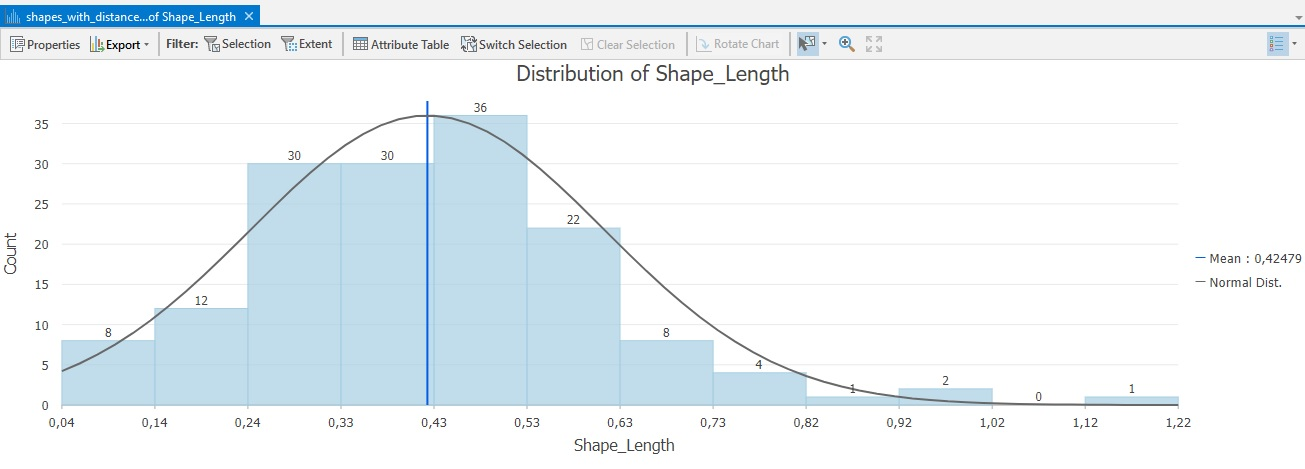 shapes_with_distance...of Shape_Length ×
Properties Export Filter: Selection Extent Attribute Table Switch Selection Clear Selection Rotate Chart
Distribution of Shape_Length
36
35
30 30
30
25
22
20
15
12
10
8 8
5
4
2
1 0 1
0
0,04 0,14 0,24 0,33 0,43 0,53 0,63 0,73 0,82 0,92 1,02 1,12 1,22
Count
Shape_Length
Mean : 0,42479
Normal Dist.